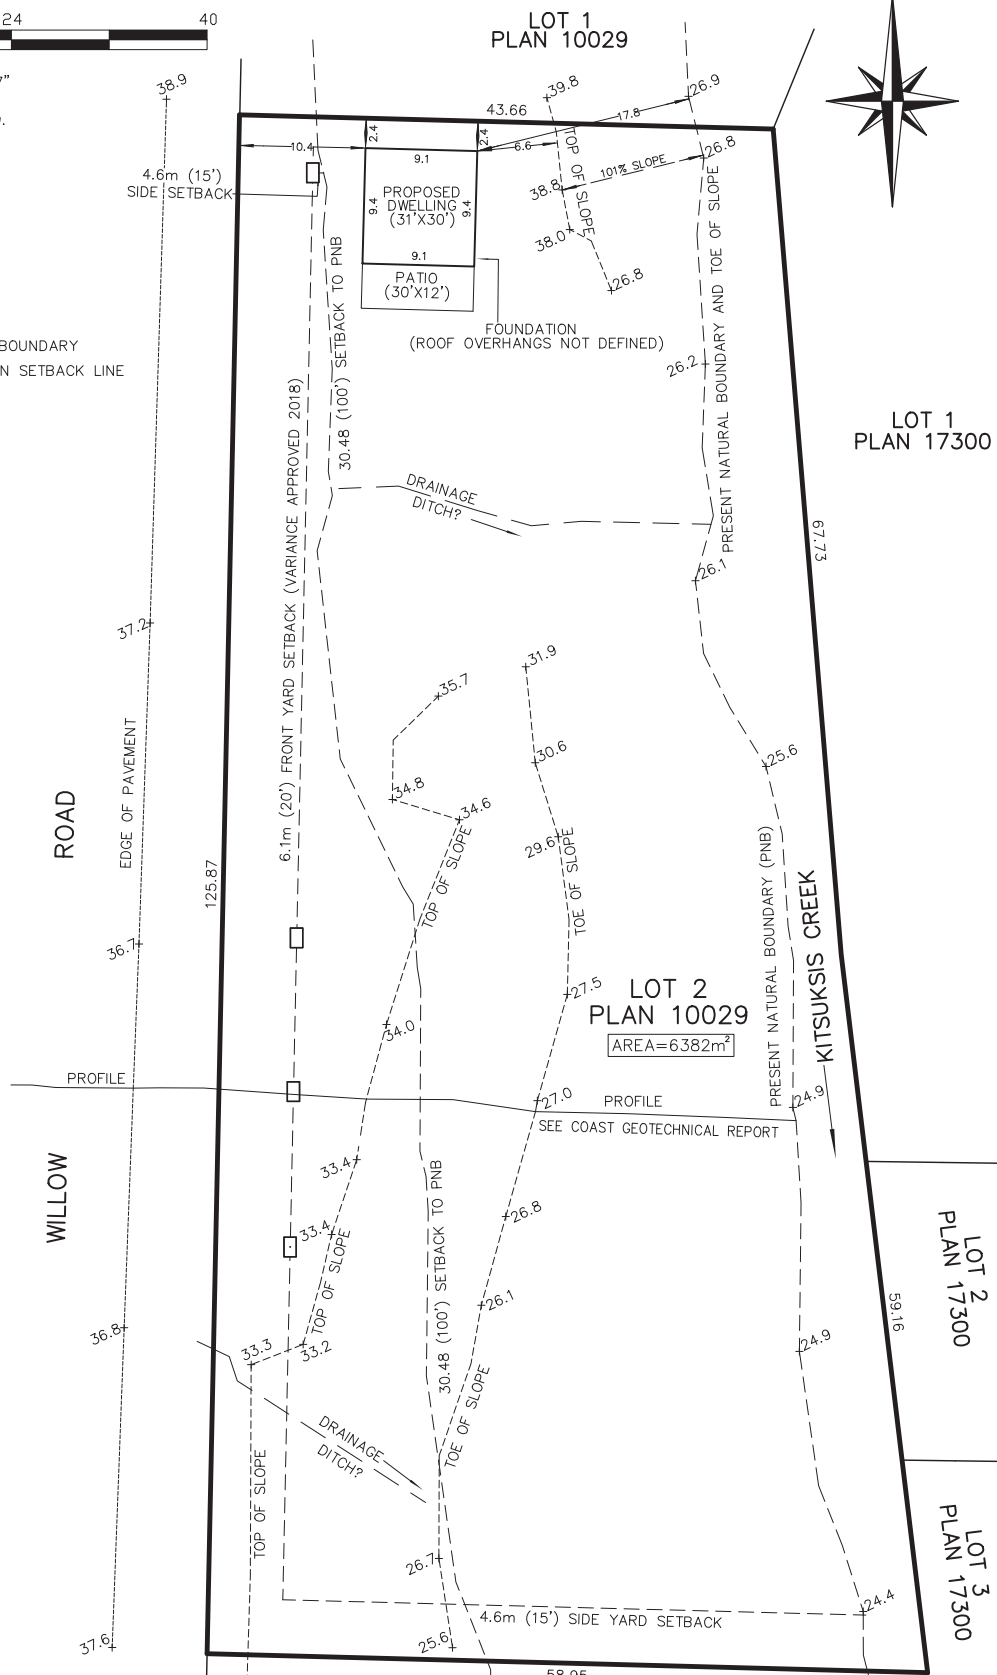 24
40
LOT 1
PLAN 10029
38.9
39.8
26.9
43.66
17.8
2.4
2.4
10.4
6.6
9.1
TOP OF SLOPE
26.8
101% SLOPE
4.6m (15')
SIDE SETBACK
PROPOSED
DWELLING
(31'X30')
9.4
9.4
38.8
38.0
9.1
PATIO
(30'X12')
26.8
FOUNDATION
(ROOF OVERHANGS NOT DEFINED)
BOUNDARY
N SETBACK LINE
30.48 (100') SETBACK TO PNB
PRESENT NATURAL BOUNDARY AND TOE OF SLOPE
26.2
6.1m (20') FRONT YARD SETBACK (VARIANCE APPROVED 2018)
LOT 1
PLAN 17300
DRAINAGE
DITCH?
67.73
26.1
37.2
31.9
35.7
30.6
25.6
34.8
34.6
29.6
EDGE OF PAVEMENT
ROAD
125.87
TOP OF SLOPE
TOE OF SLOPE
36.7
PRESENT NATURAL BOUNDARY (PNB)
KITSUKSIS CREEK
27.5
LOT 2
PLAN 10029
AREA=6382m²
34.0
PROFILE
27.0
PROFILE
24.9
SEE COAST GEOTECHNICAL REPORT
WILLOW
33.4
33.4
26.8
TOP OF SLOPE
30.48 (100') SETBACK TO PNB
LOT 2
PLAN 17300
26.1
59.16
36.8
33.3
33.2
24.9
TOE OF SLOPE
DRAINAGE
DITCH?
TOP OF SLOPE
LOT 3
PLAN 17300
26.7
24.4
4.6m (15') SIDE YARD SETBACK
37.6
25.6
58.95